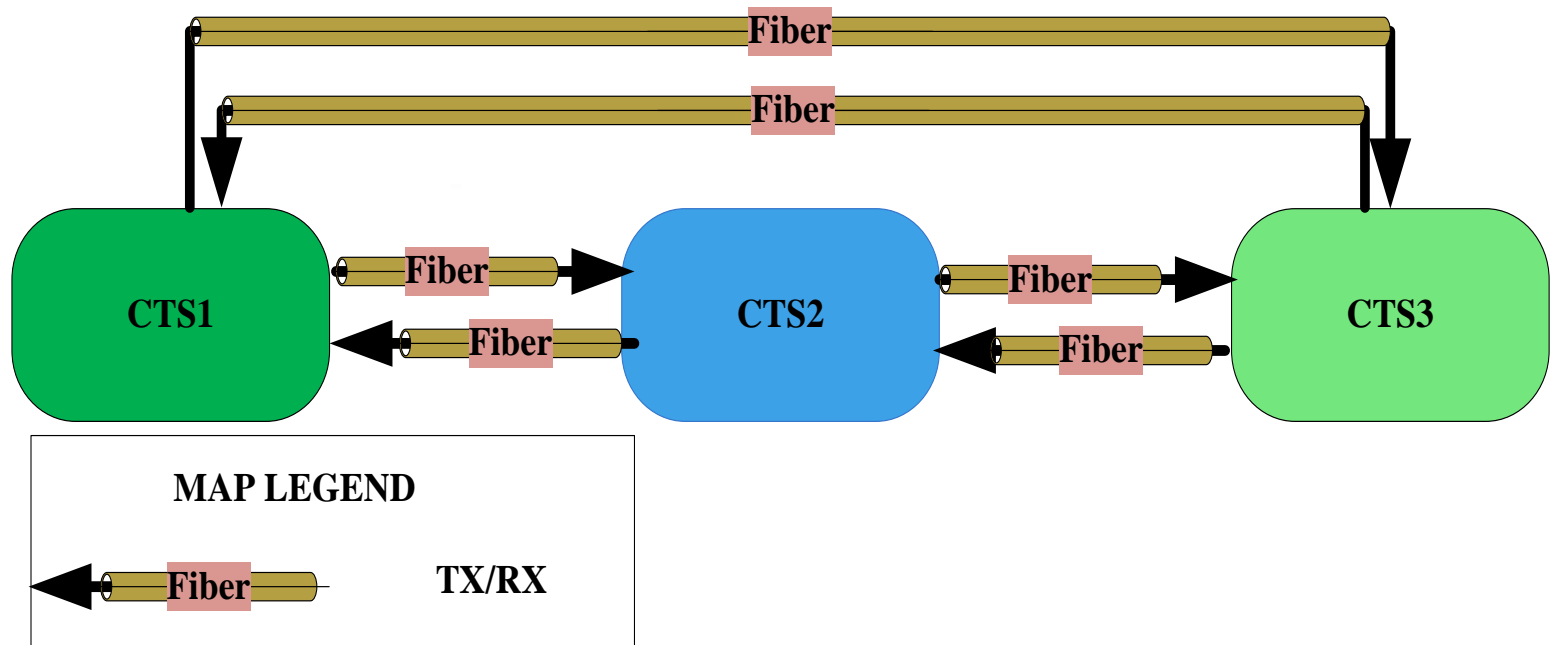 Fiber
Fiber
Fiber
Fiber
CTS1
CTS2
CTS3
Fiber
Fiber
MAP LEGEND
Fiber
TX/RX